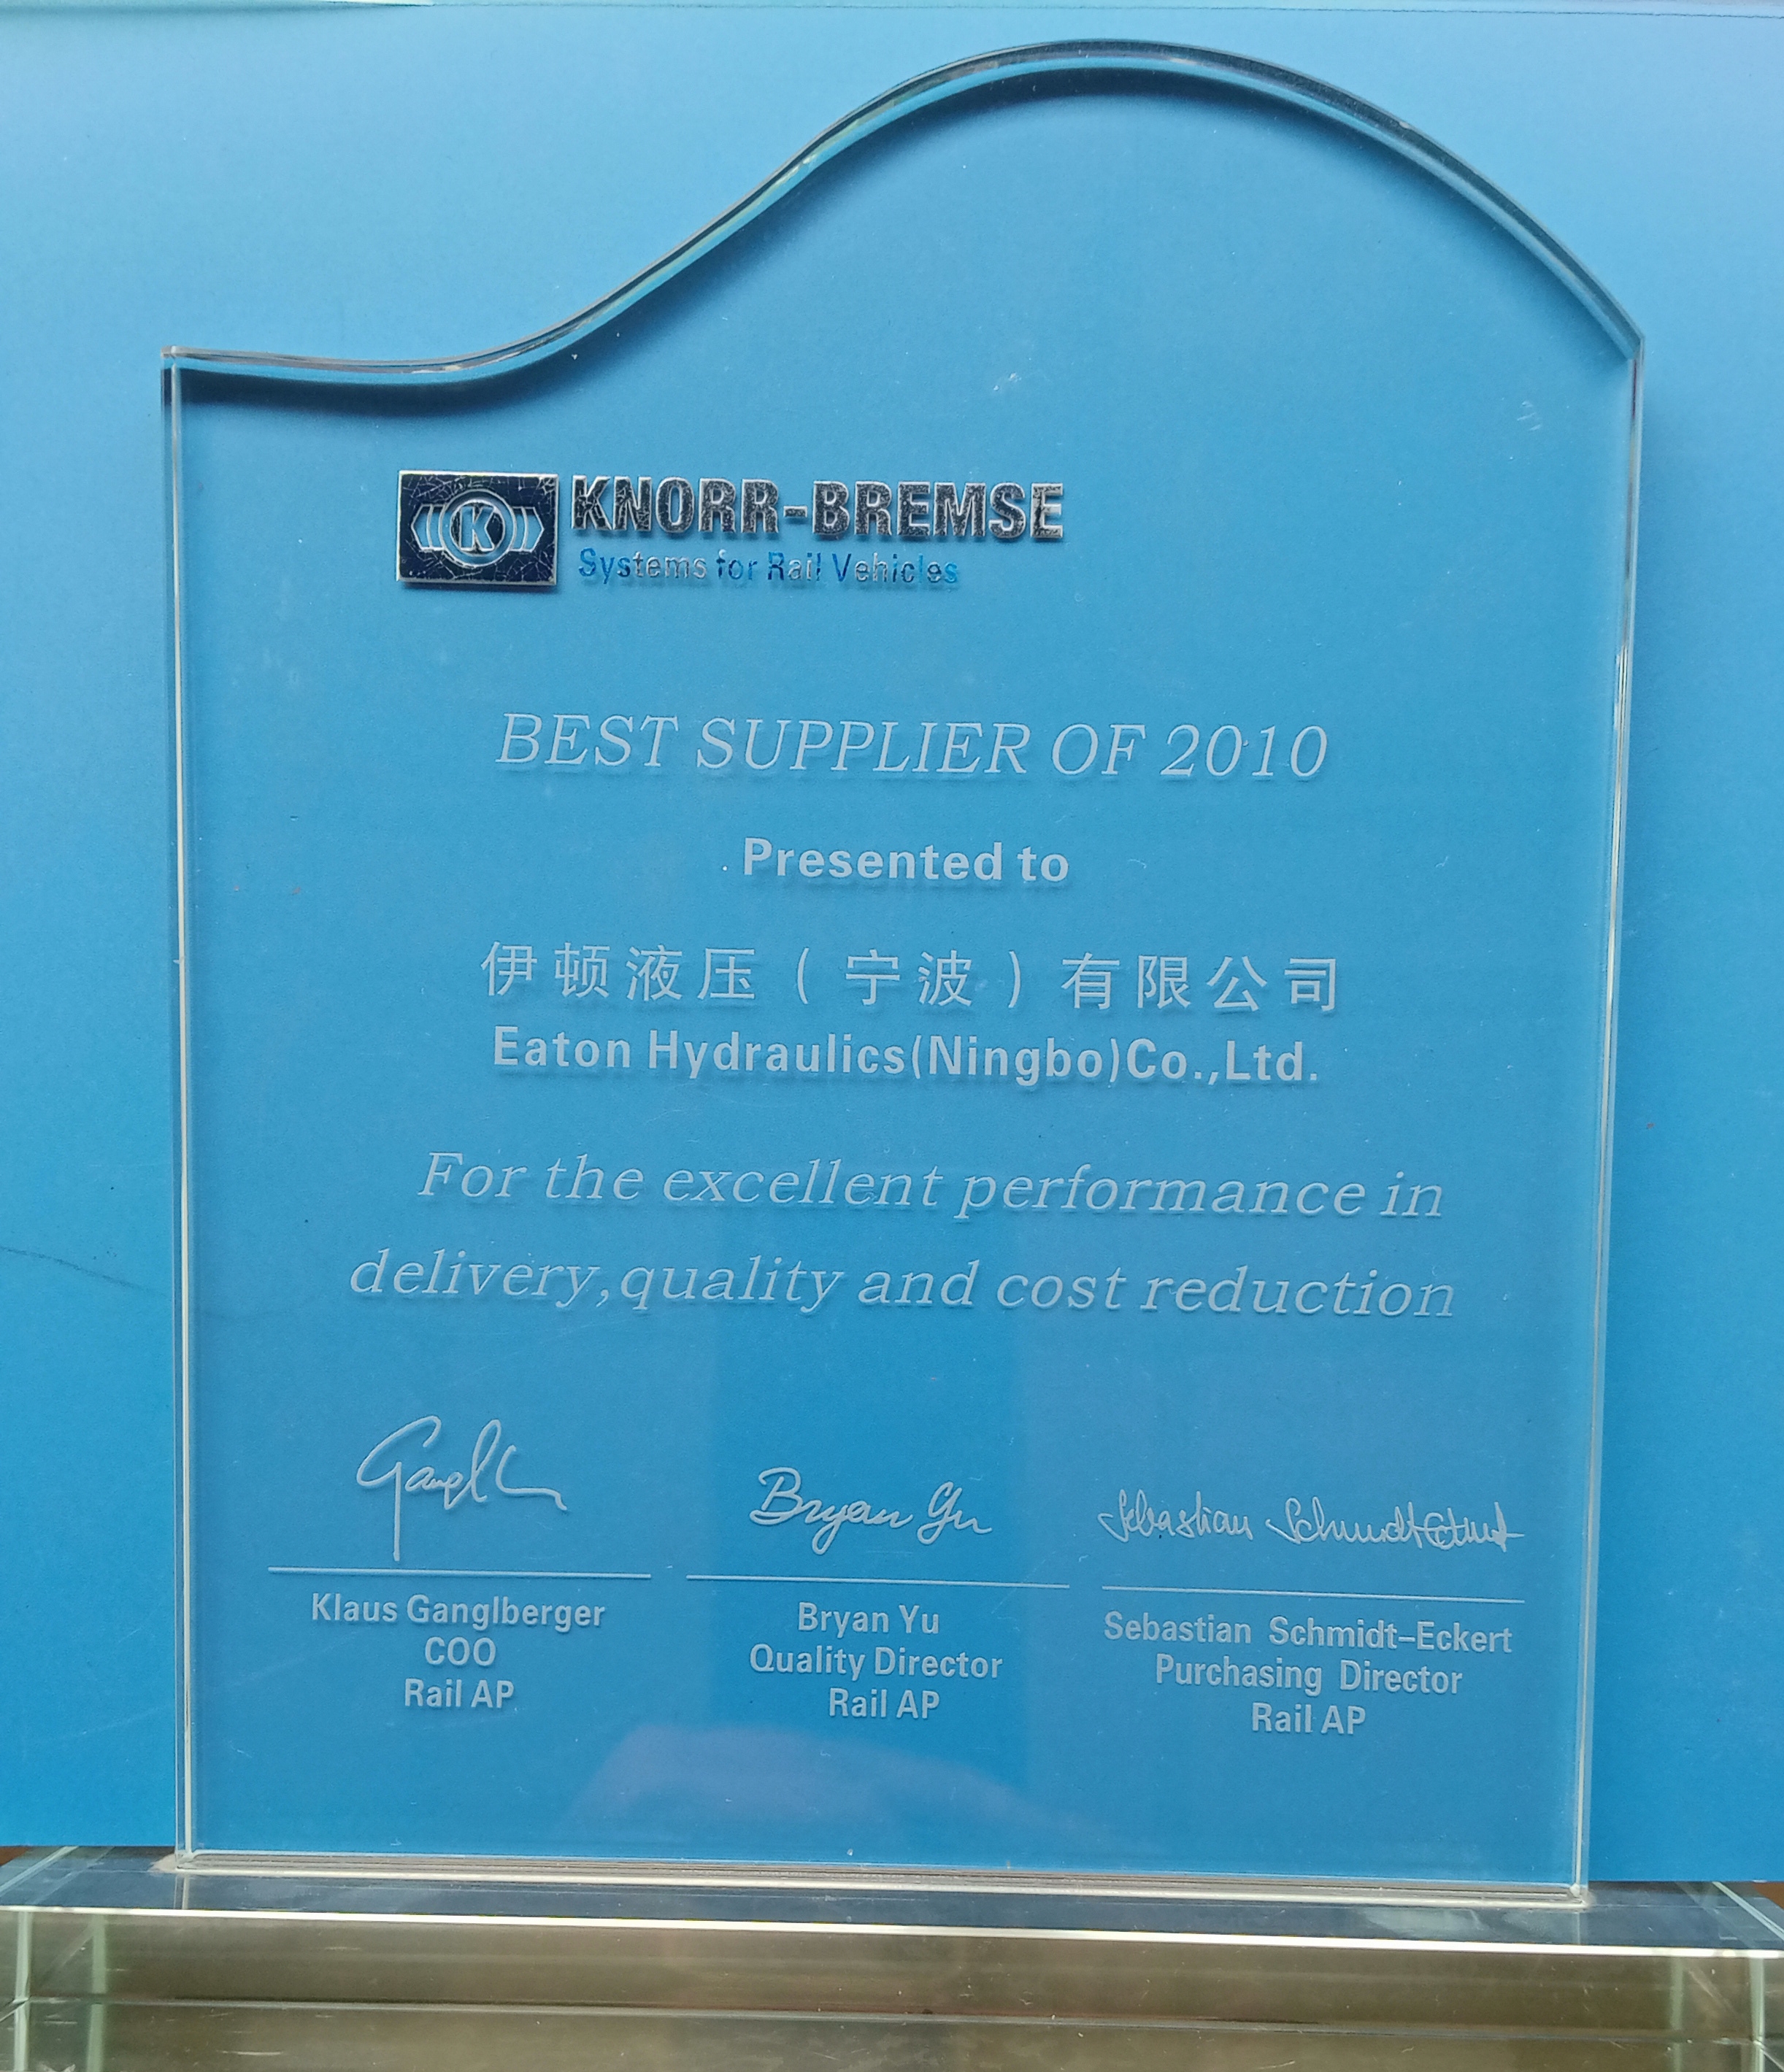 K
KNORR-BREMSE
Systems for Rail Vehicles
BEST SUPPLIER OF 2010
Presented to
伊顿液压（宁波）有限公司
Eaton Hydraulics(Ningbo)Co.,Ltd.
For the excellent performance in
delivery,quality and cost reduction
Bryan Yu
Sebastian Schmidt-Eckert
Klaus Ganglberger
COO
Rail AP
Bryan Yu
Quality Director
Rail AP
Sebastian Schmidt-Eckert
Purchasing Director
Rail AP